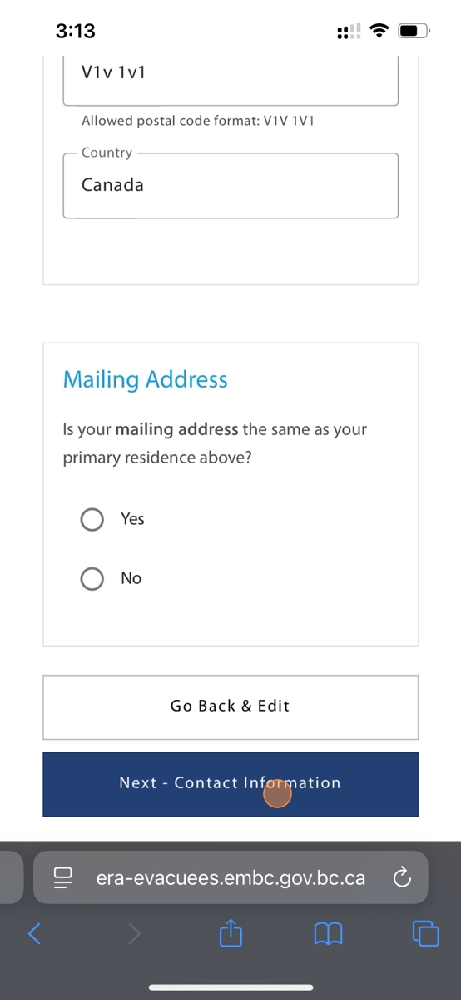 3:13
V1v 1v1
Allowed postal code format: V1V 1V1
Country
Canada
Mailing Address
Is your mailing address the same as your
primary residence above?
Yes
No
Go Back & Edit
Next - Contact Information
era-evacuees.embc.gov.bc.ca